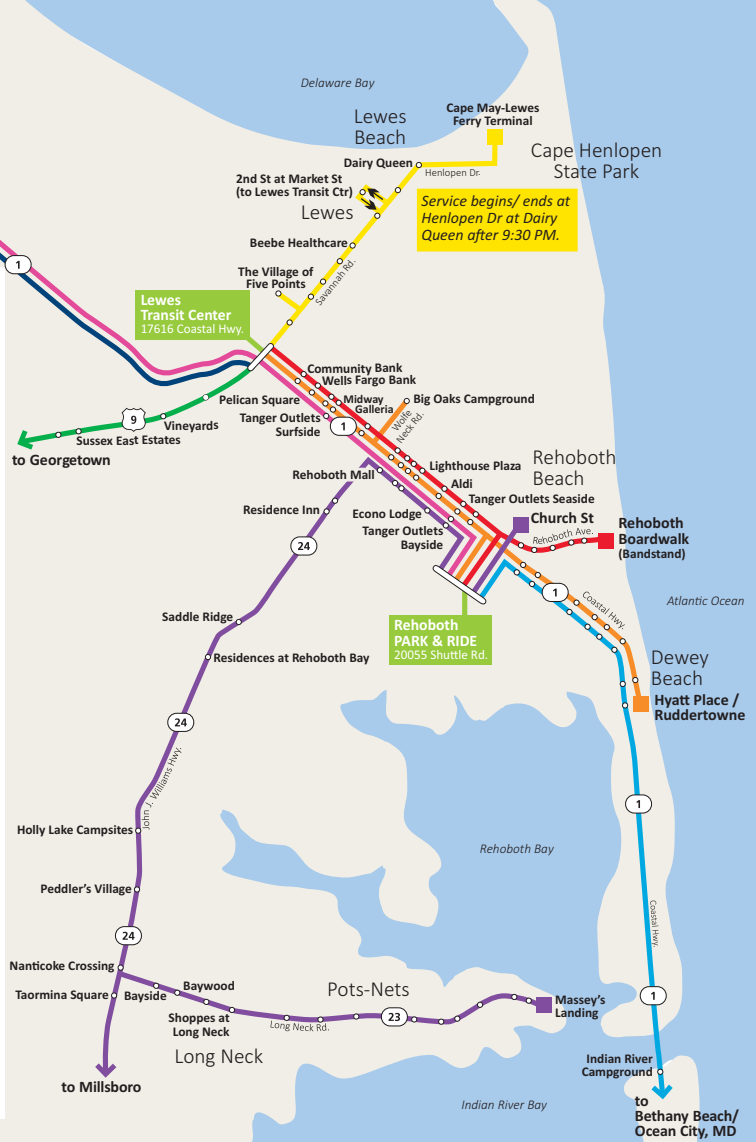 Delaware Bay
Lewes
Beach
Cape May-Lewes
Ferry Terminal
Cape Henlopen
State Park
Dairy Queen
Henlopen Dr.
2nd St at Market St
(to Lewes Transit Ctr)
Lewes
Service begins/ ends at
Henlopen Dr at Dairy
Queen after 9:30 PM.
Beebe Healthcare
Savannah Rd.
The Village of
Five Points
1
Lewes
Transit Center
17616 Coastal Hwy.
Community Bank
Wells Fargo Bank
Pelican Square
Midway
Galleria
Big Oaks Campground
Wolfe
Neck Rd.
Tanger Outlets
Surfside
1
9
Vineyards
Sussex East Estates
to Georgetown
Rehoboth Mall
Lighthouse Plaza
Aldi
Rehoboth
Beach
Tanger Outlets Seaside
Residence Inn
Econo Lodge
Church St
Tanger Outlets
Bayside
Rehoboth Ave.
Rehoboth
Boardwalk
(Bandstand)
24
1
Coastal Hwy.
Atlantic Ocean
Saddle Ridge
Rehoboth
PARK & RIDE
20055 Shuttle Rd.
Residences at Rehoboth Bay
Dewey
Beach
Hyatt Place /
Ruddertowne
24
John J. Williams Hwy.
1
Holly Lake Campsites
Rehoboth Bay
Peddler's Village
Coastal Hwy.
24
Nanticoke Crossing
Taormina Square
Bayside
Baywood
Pots-Nets
1
Shoppes at
Long Neck
Long Neck Rd.
23
Massey's
Landing
Long Neck
Indian River
Campground
to Millsboro
Indian River Bay
to
Bethany Beach/
Ocean City, MD